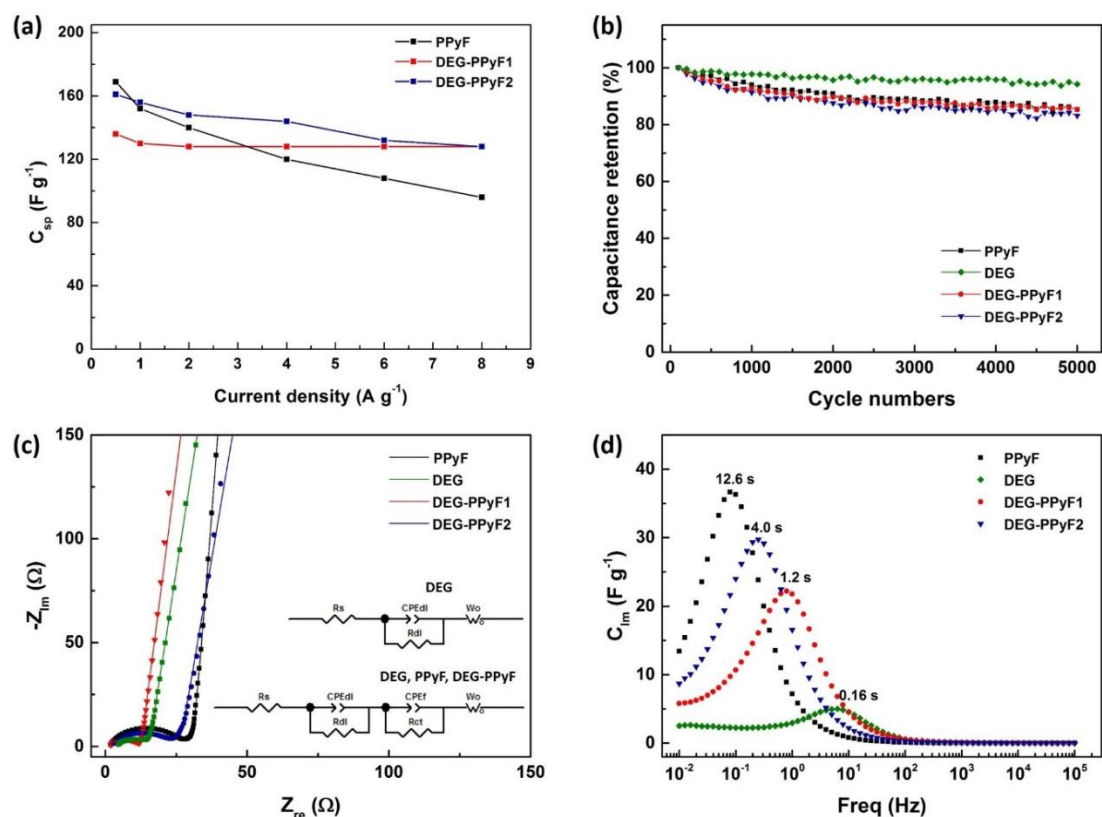 (a)
200
160
120
80
40
0
C_sp (F g⁻¹)
0 1 2 3 4 5 6 7 8 9
Current density (A g⁻¹)
PPyF
DEG-PPyF1
DEG-PPyF2
(b)
100
80
60
40
20
0
Capacitance retention (%)
1000 2000 3000 4000 5000
Cycle numbers
PPyF
DEG
DEG-PPyF1
DEG-PPyF2
(c)
150
100
50
0
-Z_Im (Ω)
0 50 100 150
Z_re (Ω)
PPyF
DEG
DEG-PPyF1
DEG-PPyF2
DEG
Rs CPEdl Wo
Rdl
DEG, PPyF, DEG-PPyF
Rs CPEdl CPEf Wo
Rdl Rct
(d)
40
30
20
10
0
C_Im (F g⁻¹)
10⁻² 10⁻¹ 10⁰ 10¹ 10² 10³ 10⁴ 10⁵
Freq (Hz)
12.6 s
4.0 s
1.2 s
0.16 s
PPyF
DEG
DEG-PPyF1
DEG-PPyF2